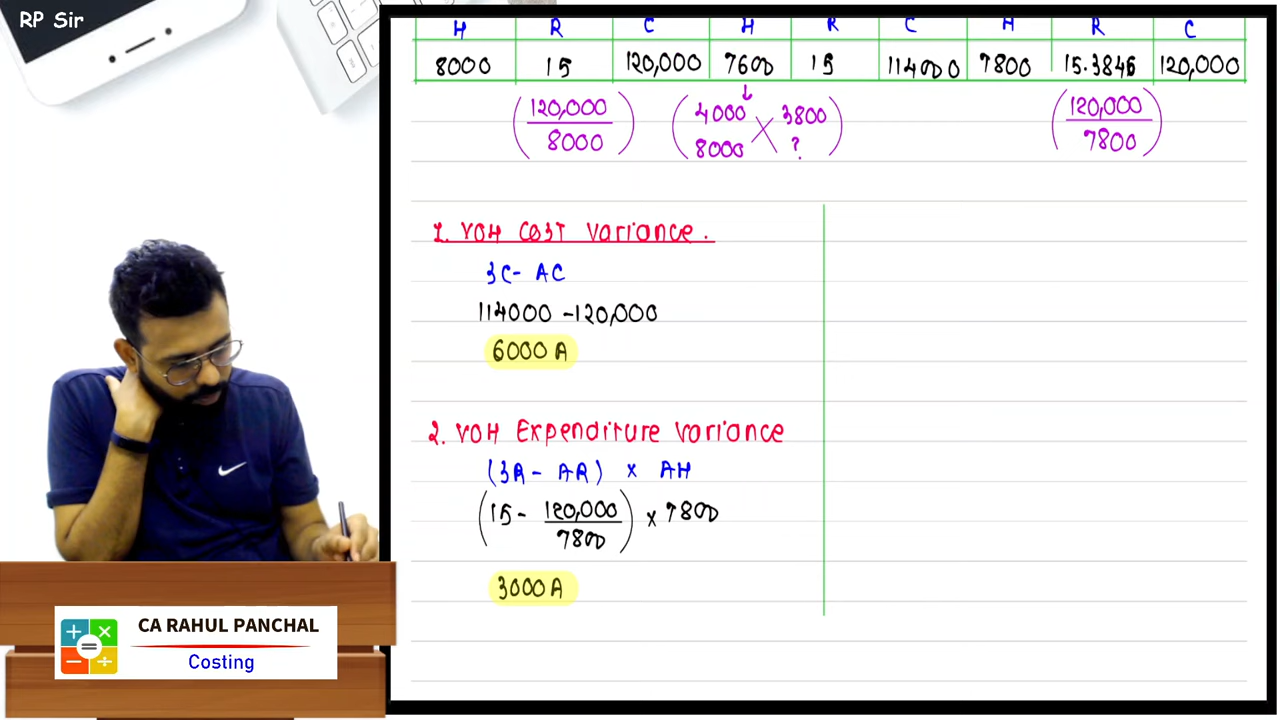 RP Sir
H R C H R C H R C
8000 15 120,000 7600 15 114000 7800 15.3846 120,000
(120,000 / 8000) (4000 3800 / 8000 ?) (120,000 / 7800)
1. VOH Cost Variance.
SC - AC
114000 - 120,000
6000 A
2. VOH Expenditure Variance
(SR - AR) × AH
(15 - 120,000 / 7800) × 7800
3000 A
CA RAHUL PANCHAL
Costing